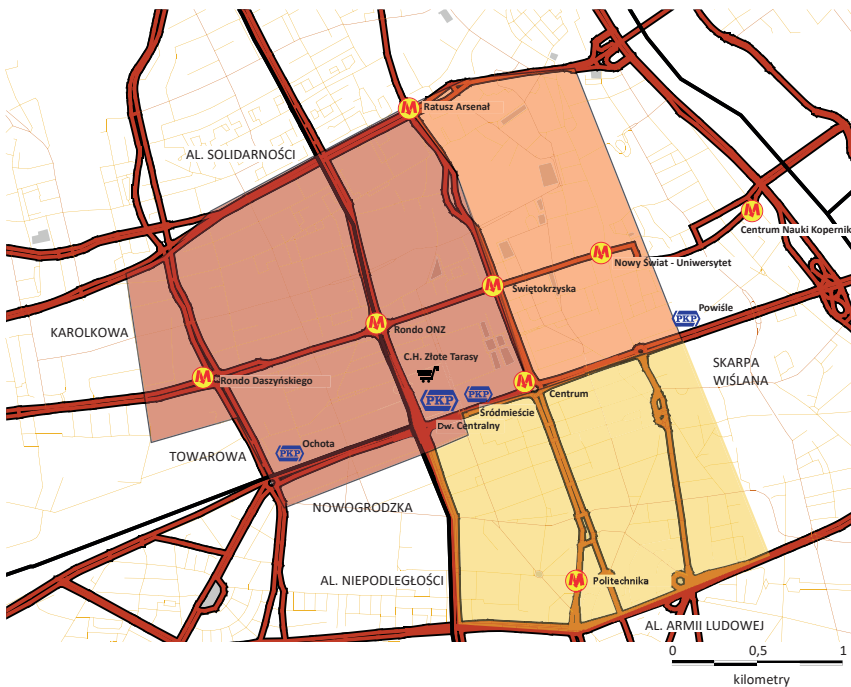 M Ratusz Arsenał
AL. SOLIDARNOŚCI
M
Centrum Nauki Kopernik
M
Nowy Świat - Uniwersytet
M
Świętokrzyska
PKP Powiśle
KAROLKOWA
M
Rondo ONZ
C.H. Złote Tarasy
SKARPA
WIŚLANA
M Rondo Daszyńskiego
M
Centrum
PKP
PKP
Śródmieście
Dw. Centralny
Ochota
PKP
TOWAROWA
NOWOGRODZKA
AL. NIEPODLEGŁOŚCI
M Politechnika
AL. ARMII LUDOWEJ
0 0,5 1
kilometry